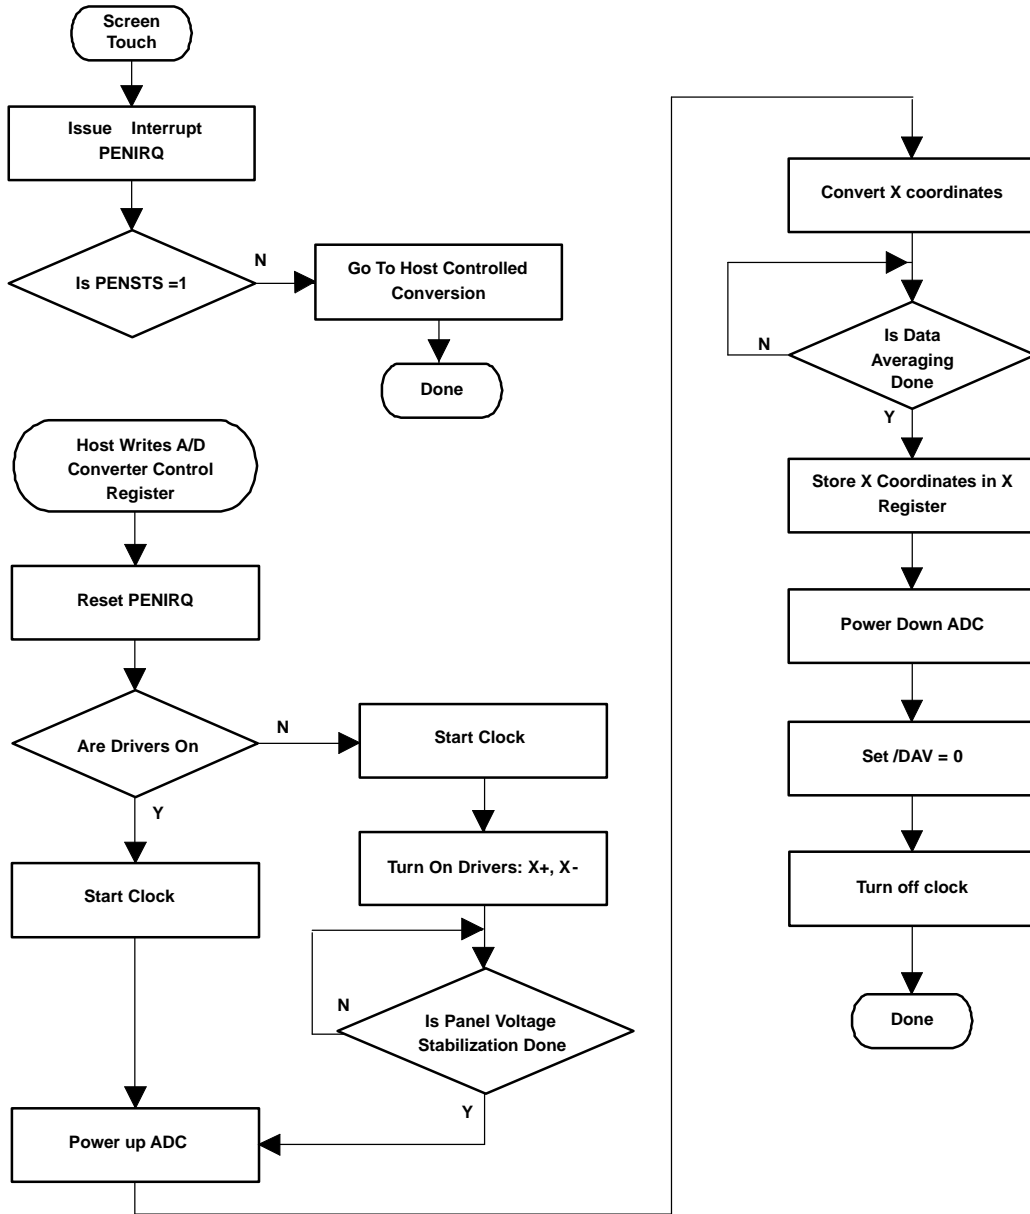 Screen
Touch
Issue Interrupt
PENIRQ
Is PENSTS =1
N
Go To Host Controlled
Conversion
Done
Host Writes A/D
Converter Control
Register
Reset PENIRQ
Are Drivers On
N
Y
Start Clock
Start Clock
Turn On Drivers: X+, X-
N
Is Panel Voltage
Stabilization Done
Y
Power up ADC
Convert X coordinates
N
Is Data
Averaging
Done
Y
Store X Coordinates in X
Register
Power Down ADC
Set /DAV = 0
Turn off clock
Done